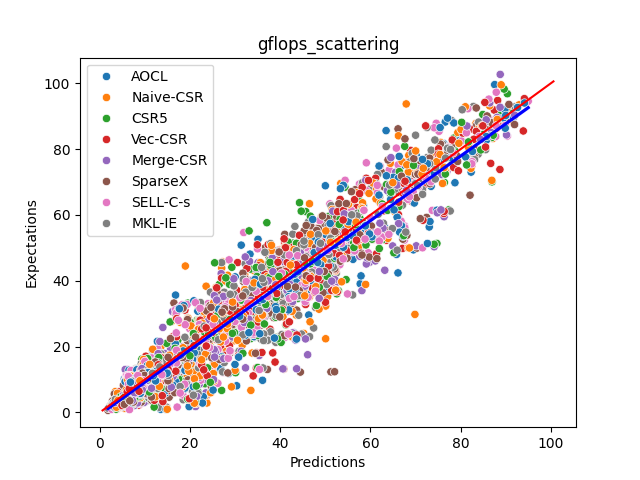 gflops_scattering
AOCL
Naive-CSR
CSR5
Vec-CSR
Merge-CSR
SparseX
SELL-C-s
MKL-IE
Expectations
100
80
60
40
20
0
0 20 40 60 80 100
Predictions